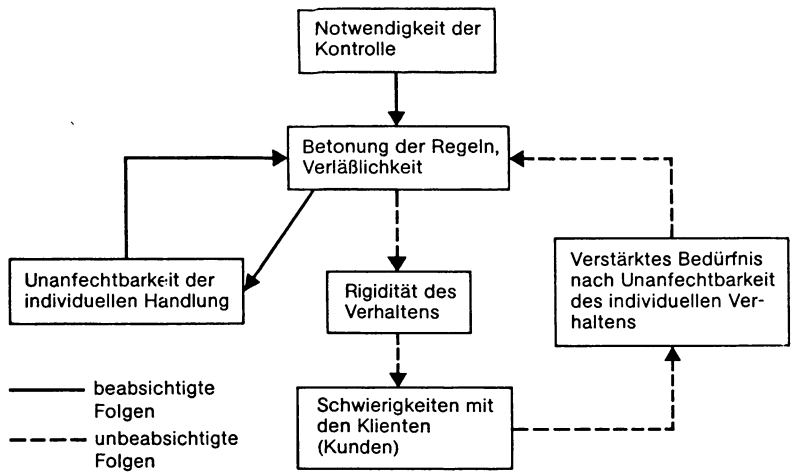 Notwendigkeit der
Kontrolle
Betonung der Regeln,
Verläßlichkeit
Unanfechtbarkeit der
individuellen Handlung
Rigidität des
Verhaltens
Verstärktes Bedürfnis
nach Unanfechtbarkeit
des individuellen Ver-
haltens
Schwierigkeiten mit
den Klienten
(Kunden)
beabsichtigte
Folgen
unbeabsichtigte
Folgen